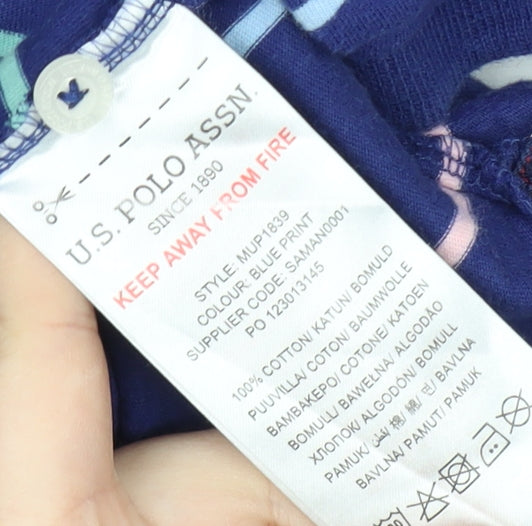 U.S. POLO ASSN.
SINCE 1890
KEEP AWAY FROM FIRE
STYLE: MUP1839
COLOUR: BLUE PRINT
SUPPLIER CODE: SAMAN0001
PO 123013145
100% COTTON/ KATUN/ BOMULD
PUUVILLA/ COTON/ BAUMWOLLE
ΒΑΜΒΑΚΕΡΟ/ COTONE/ KATOEN
BOMULL/ BAWEŁNA/ ALGODÃO
ХЛОПОК/ ALGODÓN/ BOMULL
PAMUK/ قطن/ 棉/ 면/ BAVLNA
BAVLNA/ PAMUT/ PAMUK